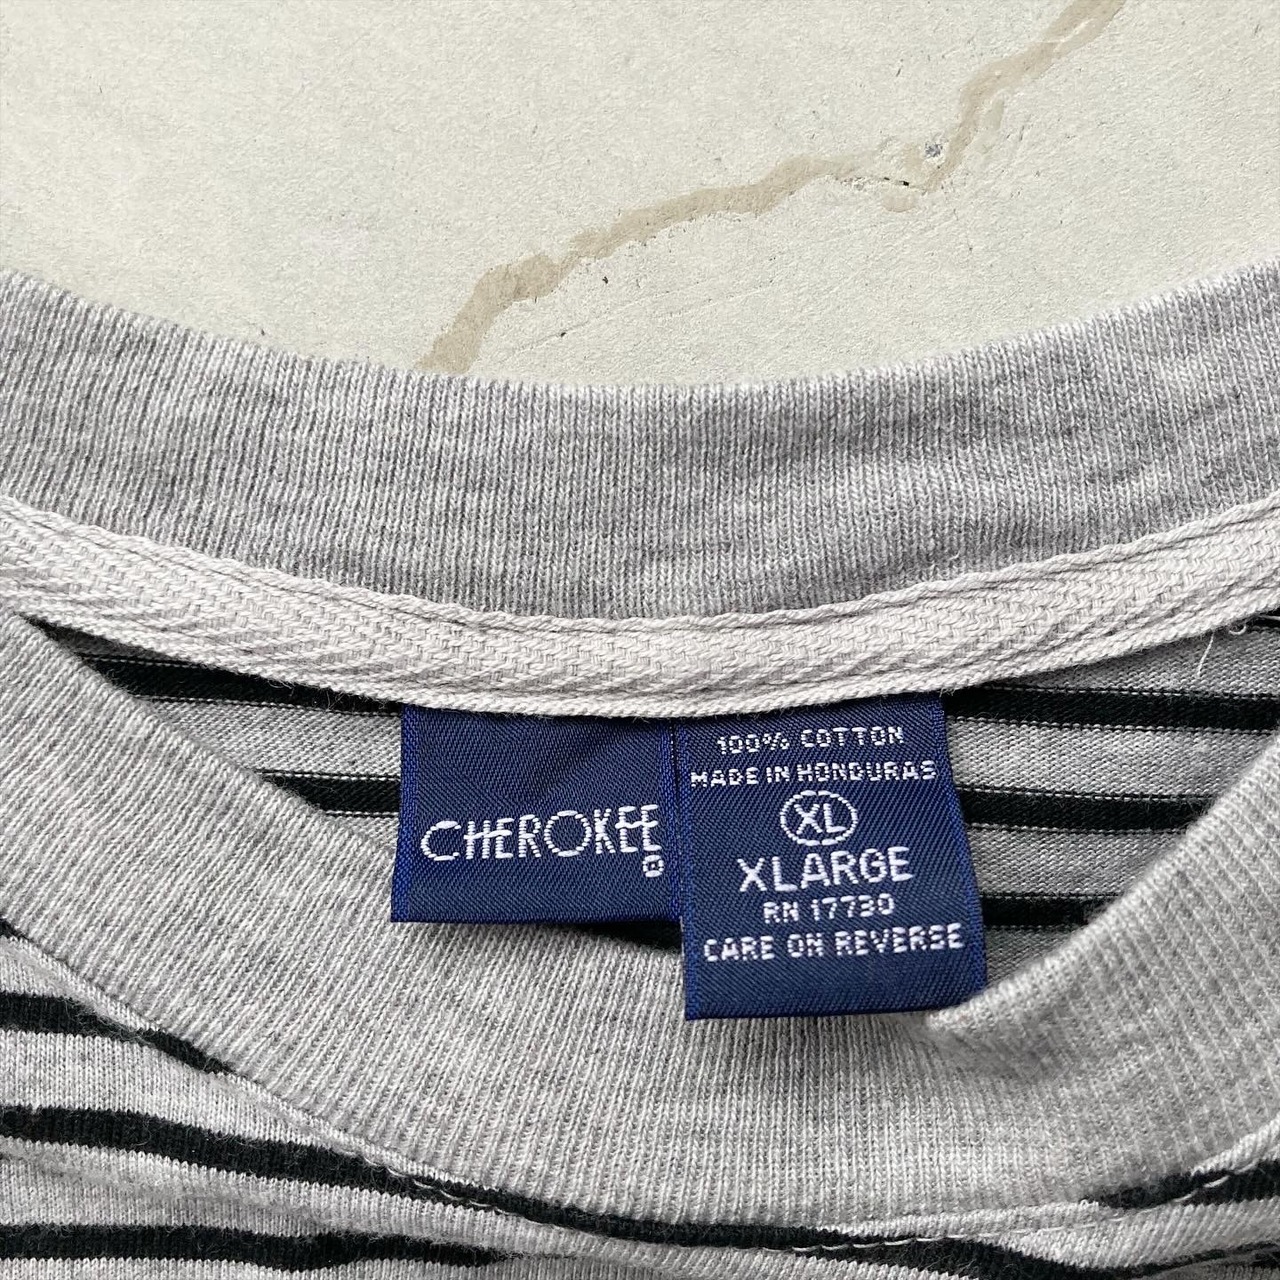 CHEROKEE
®
100% COTTON
MADE IN HONDURAS
XL
XLARGE
RN 17730
CARE ON REVERSE